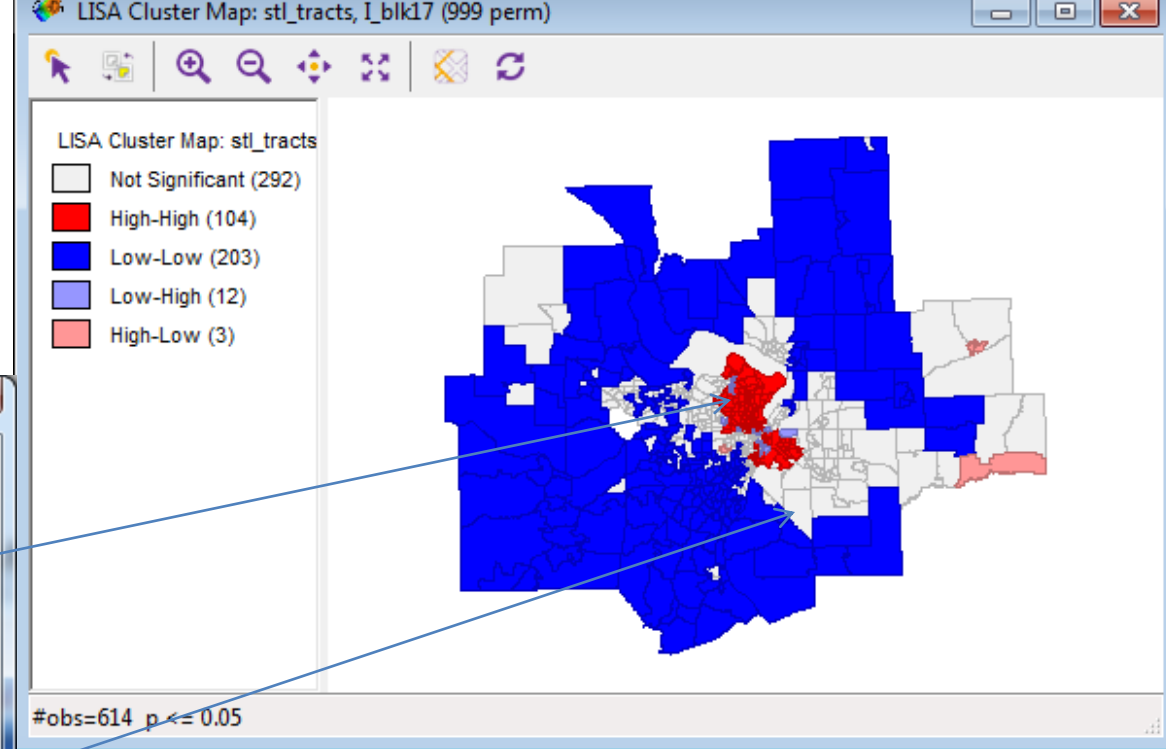 LISA Cluster Map: stl_tracts, I_blk17 (999 perm)
LISA Cluster Map: stl_tracts
Not Significant (292)
High-High (104)
Low-Low (203)
Low-High (12)
High-Low (3)
#obs=614 p <= 0.05